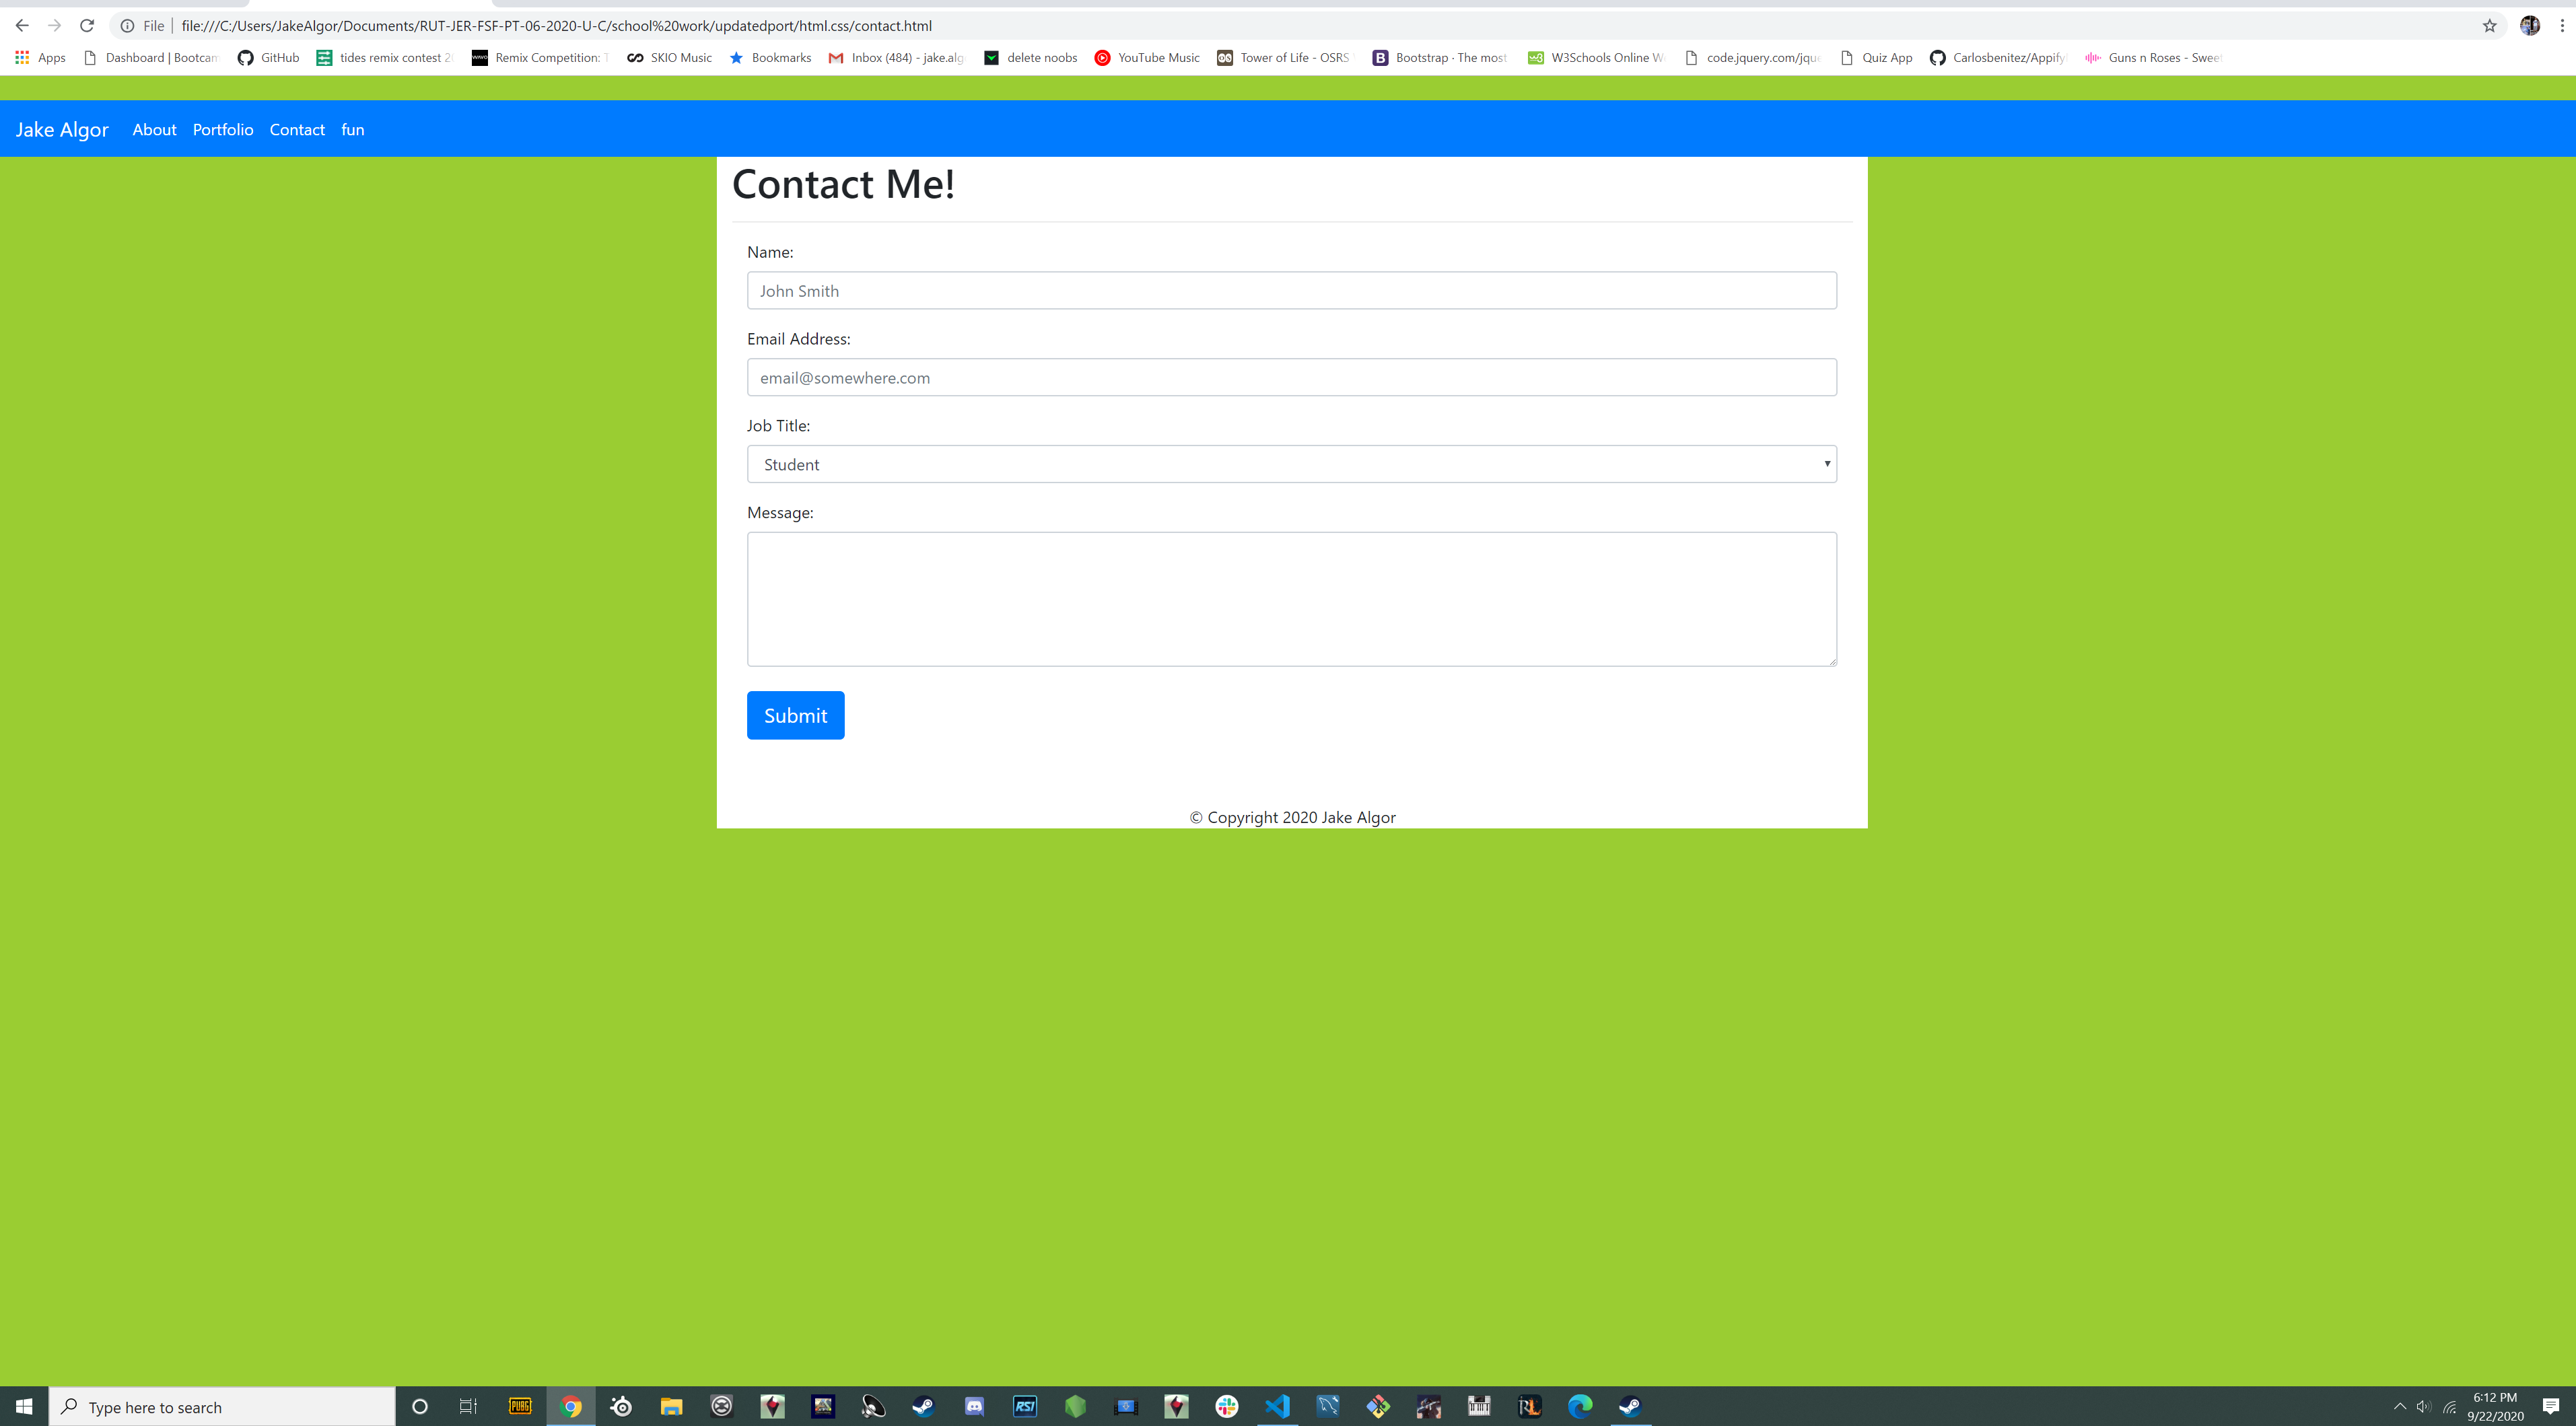 File file:///C:/Users/JakeAlgor/Documents/RUT-JER-FSF-PT-06-2020-U-C/school%20work/updatedport/html.css/contact.html
Apps Dashboard | Bootcam GitHub tides remix contest 2 Remix Competition: T SKIO Music Bookmarks Inbox (484) - jake.alg delete noobs YouTube Music Tower of Life - OSRS Bootstrap · The most W3Schools Online W code.jquery.com/jqu Quiz App Carlosbenitez/Appify Guns n Roses - Sweet
Jake Algor About Portfolio Contact fun
Contact Me!
Name:
John Smith
Email Address:
email@somewhere.com
Job Title:
Student
Message:
Submit
© Copyright 2020 Jake Algor
Type here to search PUBG RSI 6:12 PM
9/22/2020